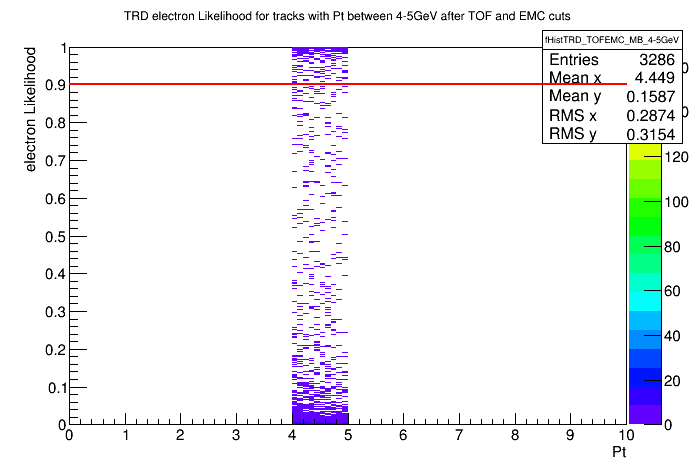 TRD electron Likelihood for tracks with Pt between 4-5GeV after TOF and EMC cuts
fHistTRD_TOFEMC_MB_4-5GeV
Entries 3286
Mean x 4.449
Mean y 0.1587
RMS x 0.2874
RMS y 0.3154
electron Likelihood
1
0.9
0.8
0.7
0.6
0.5
0.4
0.3
0.2
0.1
0
0 1 2 3 4 5 6 7 8 9 10
Pt
120
100
80
60
40
20
0